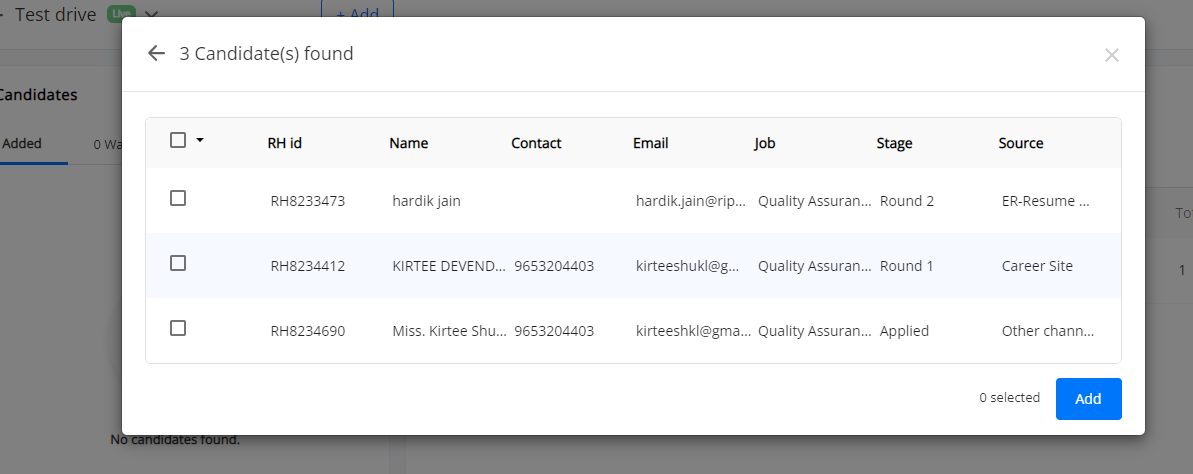 Test drive Live
+ Add
3 Candidate(s) found
Candidates
Added 0 Wa
RH id Name Contact Email Job Stage Source
RH8233473 hardik jain hardik.jain@rip... Quality Assuran... Round 2 ER-Resume ...
RH8234412 KIRTEE DEVEND... 9653204403 kirteeshukl@g... Quality Assuran... Round 1 Career Site
RH8234690 Miss. Kirtee Shu... 9653204403 kirteeshkl@gma... Quality Assuran... Applied Other chann...
To
1
0 selected Add
No candidates found.